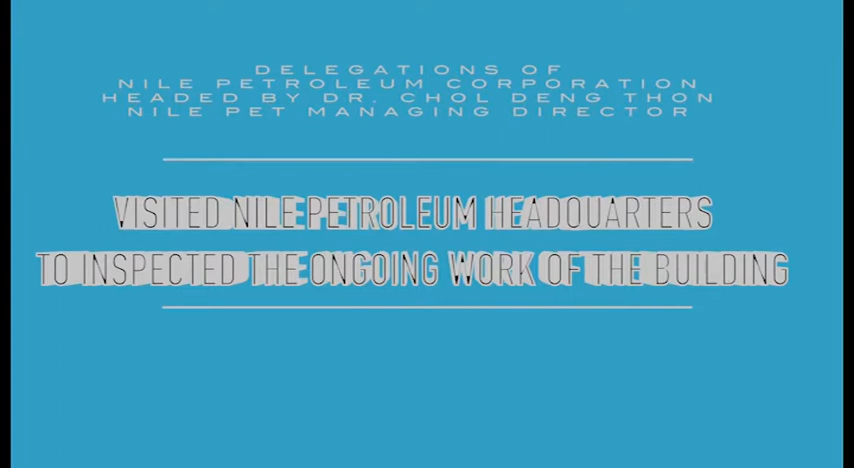 DELEGATIONS OF
NILE PETROLEUM CORPORATION
HEADED BY DR. CHOL DENG THON
NILE PET MANAGING DIRECTOR
VISITED NILE PETROLEUM HEADQUARTERS
TO INSPECTED THE ONGOING WORK OF THE BUILDING